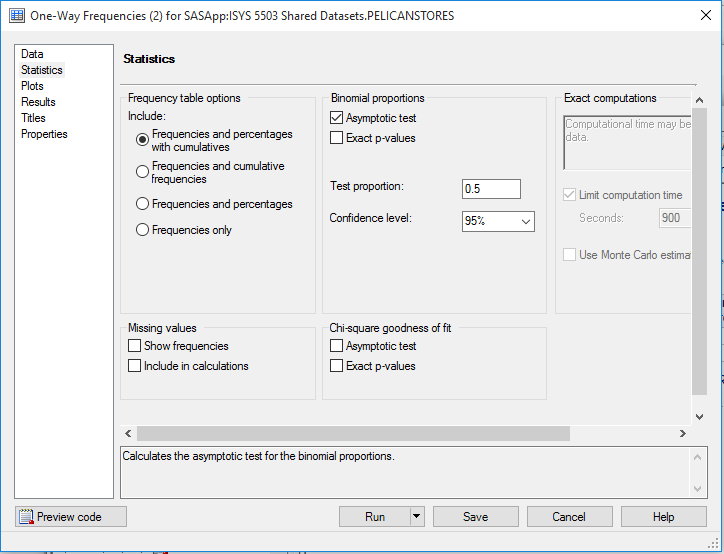 One-Way Frequencies (2) for SASApp:ISYS 5503 Shared Datasets.PELICANSTORES
Data
Statistics
Plots
Results
Titles
Properties
Statistics
Frequency table options
Include:
Frequencies and percentages
with cumulatives
Frequencies and cumulative
frequencies
Frequencies and percentages
Frequencies only
Binomial proportions
Asymptotic test
Exact p-values
Test proportion:
0.5
Confidence level:
95%
Exact computations
Computational time may be
data.
Limit computation time
Seconds:
900
Use Monte Carlo estima
Missing values
Show frequencies
Include in calculations
Chi-square goodness of fit
Asymptotic test
Exact p-values
Calculates the asymptotic test for the binomial proportions.
Preview code
Run
Save
Cancel
Help